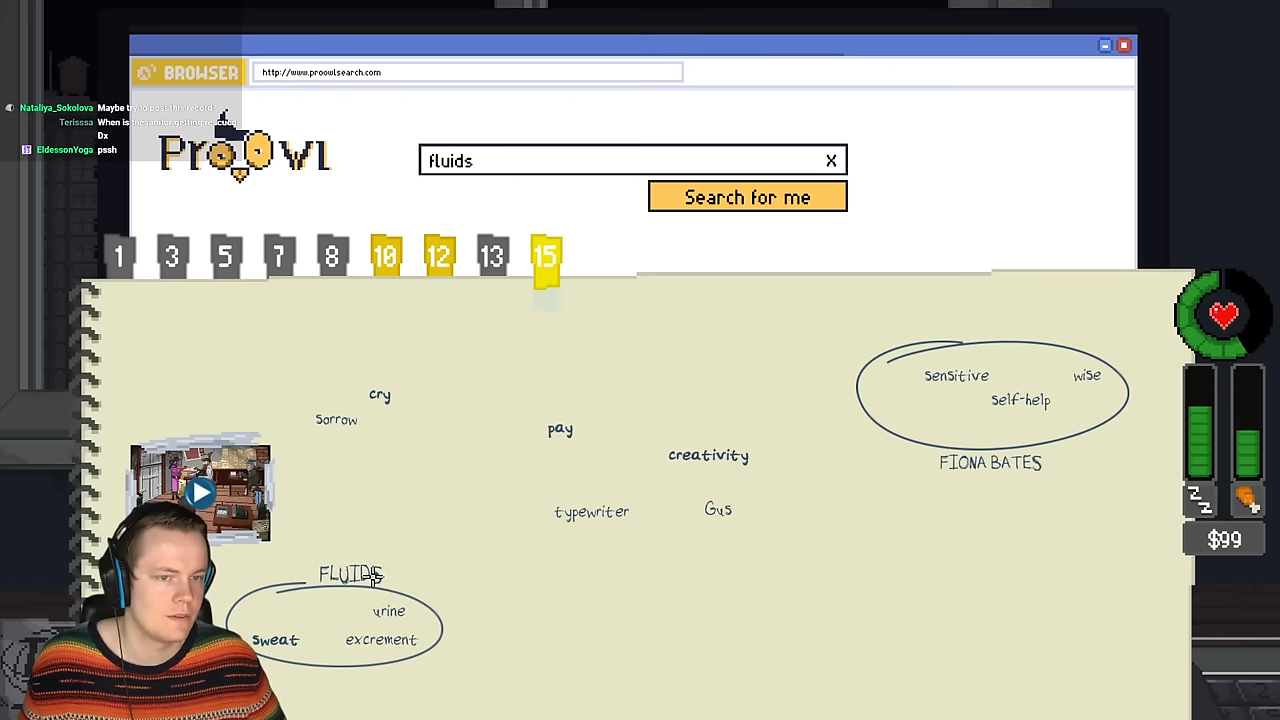 BROWSER
http://www.proowlsearch.com
Nataliya_Sokolova Maybe try to post this record?
Terisssa When is the janitor getting rescued
Dx
EldessonYoga pssh
ProOwl
fluids X
Search for me
1 3 5 7 8 10 12 13 15
sensitive wise
self-help
FIONA BATES
cry
sorrow
pay
creativity
typewriter Gus
FLUIDS
urine
sweat excrement
zzz
$99